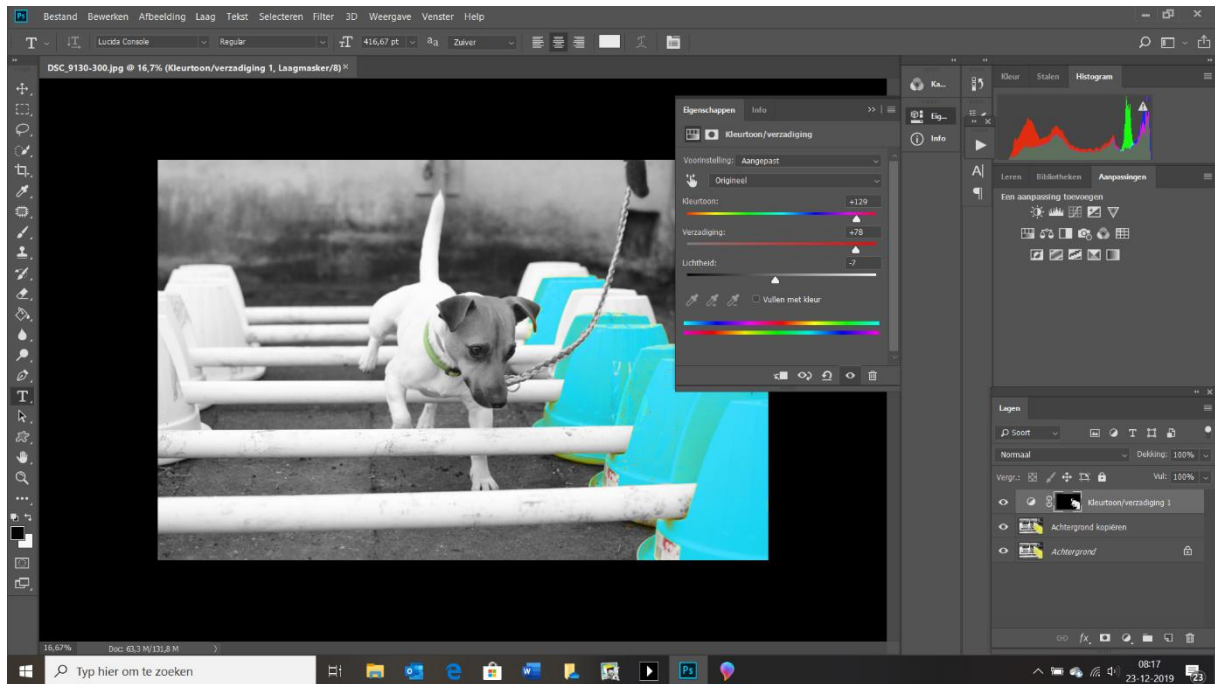 Ps Bestand Bewerken Afbeelding Laag Tekst Selecteren Filter 3D Weergave Venster Help
T Lucida Console Regular 416,67 pt Zuiver
DSC_9130-300.jpg @ 16,7% (Kleurtoon/verzadiging 1, Laagmasker/8)
Ka...
Eig...
Info
Kleur Stalen Histogram
Eigenschappen Info
Kleurtoon/verzadiging
Voorinstelling: Aangepast
Origineel
Kleurtoon: +129
Verzadiging: +78
Lichtheid: -7
Vullen met kleur
Leren Bibliotheken Aanpassingen
Een aanpassing toevoegen
Lagen
Soort
Normaal Dekking: 100%
Vergr.: Vul: 100%
Kleurtoon/verzadiging 1
Achtergrond kopiëren
Achtergrond
16,67% Doc: 63,3 M/131,8 M
Typ hier om te zoeken
08:17
23-12-2019
23